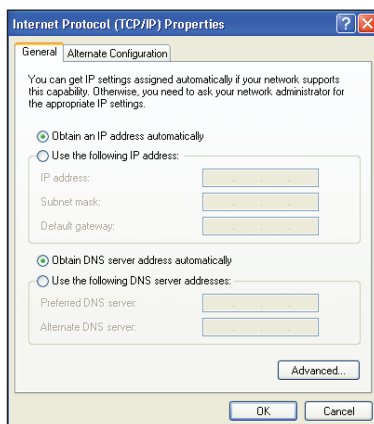 Internet Protocol (TCP/IP) Properties
General Alternate Configuration
You can get IP settings assigned automatically if your network supports
this capability. Otherwise, you need to ask your network administrator for
the appropriate IP settings.
Obtain an IP address automatically
Use the following IP address:
IP address:
Subnet mask:
Default gateway:
Obtain DNS server address automatically
Use the following DNS server addresses:
Preferred DNS server:
Alternate DNS server:
Advanced...
OK Cancel